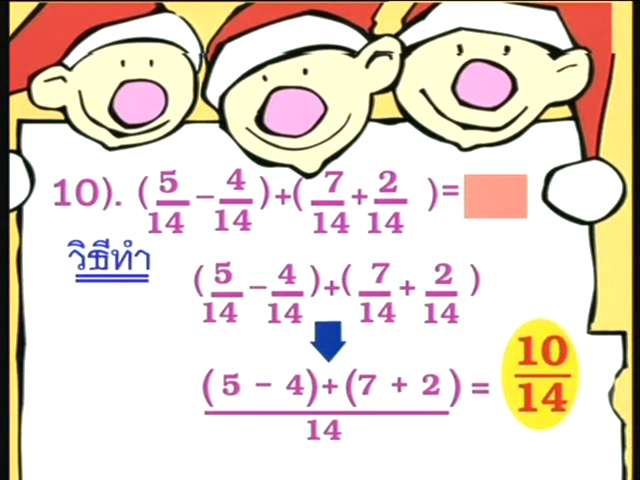 10). (5/14 − 4/14)+(7/14 + 2/14) =
วิธีทำ
(5/14 − 4/14)+(7/14 + 2/14)
(5 − 4)+(7 + 2)/14 = 10/14